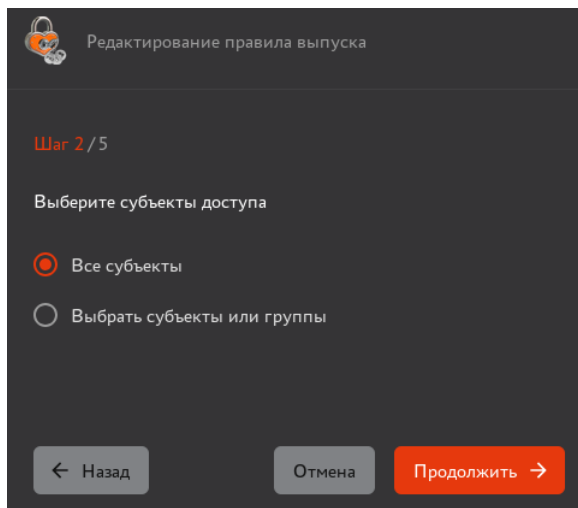 Редактирование правила выпуска
Шаг 2/5
Выберите субъекты доступа
Все субъекты
Выбрать субъекты или группы
← Назад
Отмена
Продолжить →